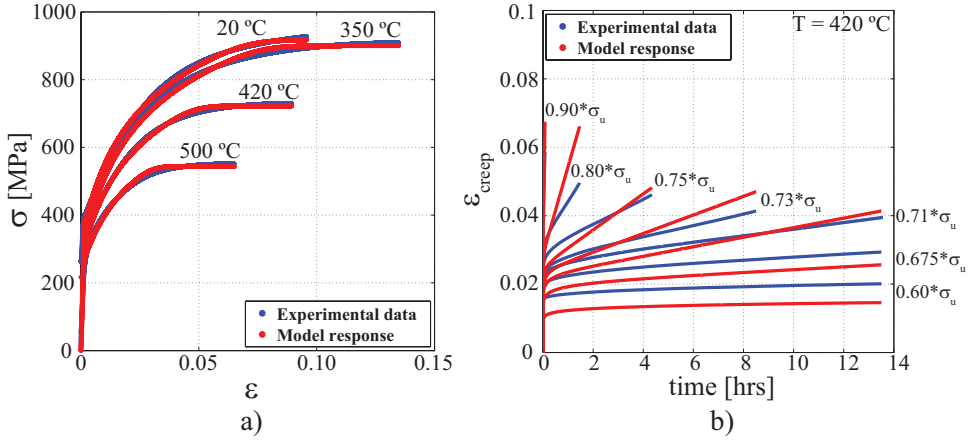 1000
800
600
400
200
0
σ [MPa]
20 ºC
350 ºC
420 ºC
500 ºC
Experimental data
Model response
0
0.05
0.10
0.15
ε
a)
0.1
0.08
0.06
0.04
0.02
0
ε_creep
Experimental data
Model response
T = 420 ºC
0.90*σ_u
0.80*σ_u
0.75*σ_u
0.73*σ_u
0.71*σ_u
0.675*σ_u
0.60*σ_u
0 2 4 6 8 10 12 14
time [hrs]
b)